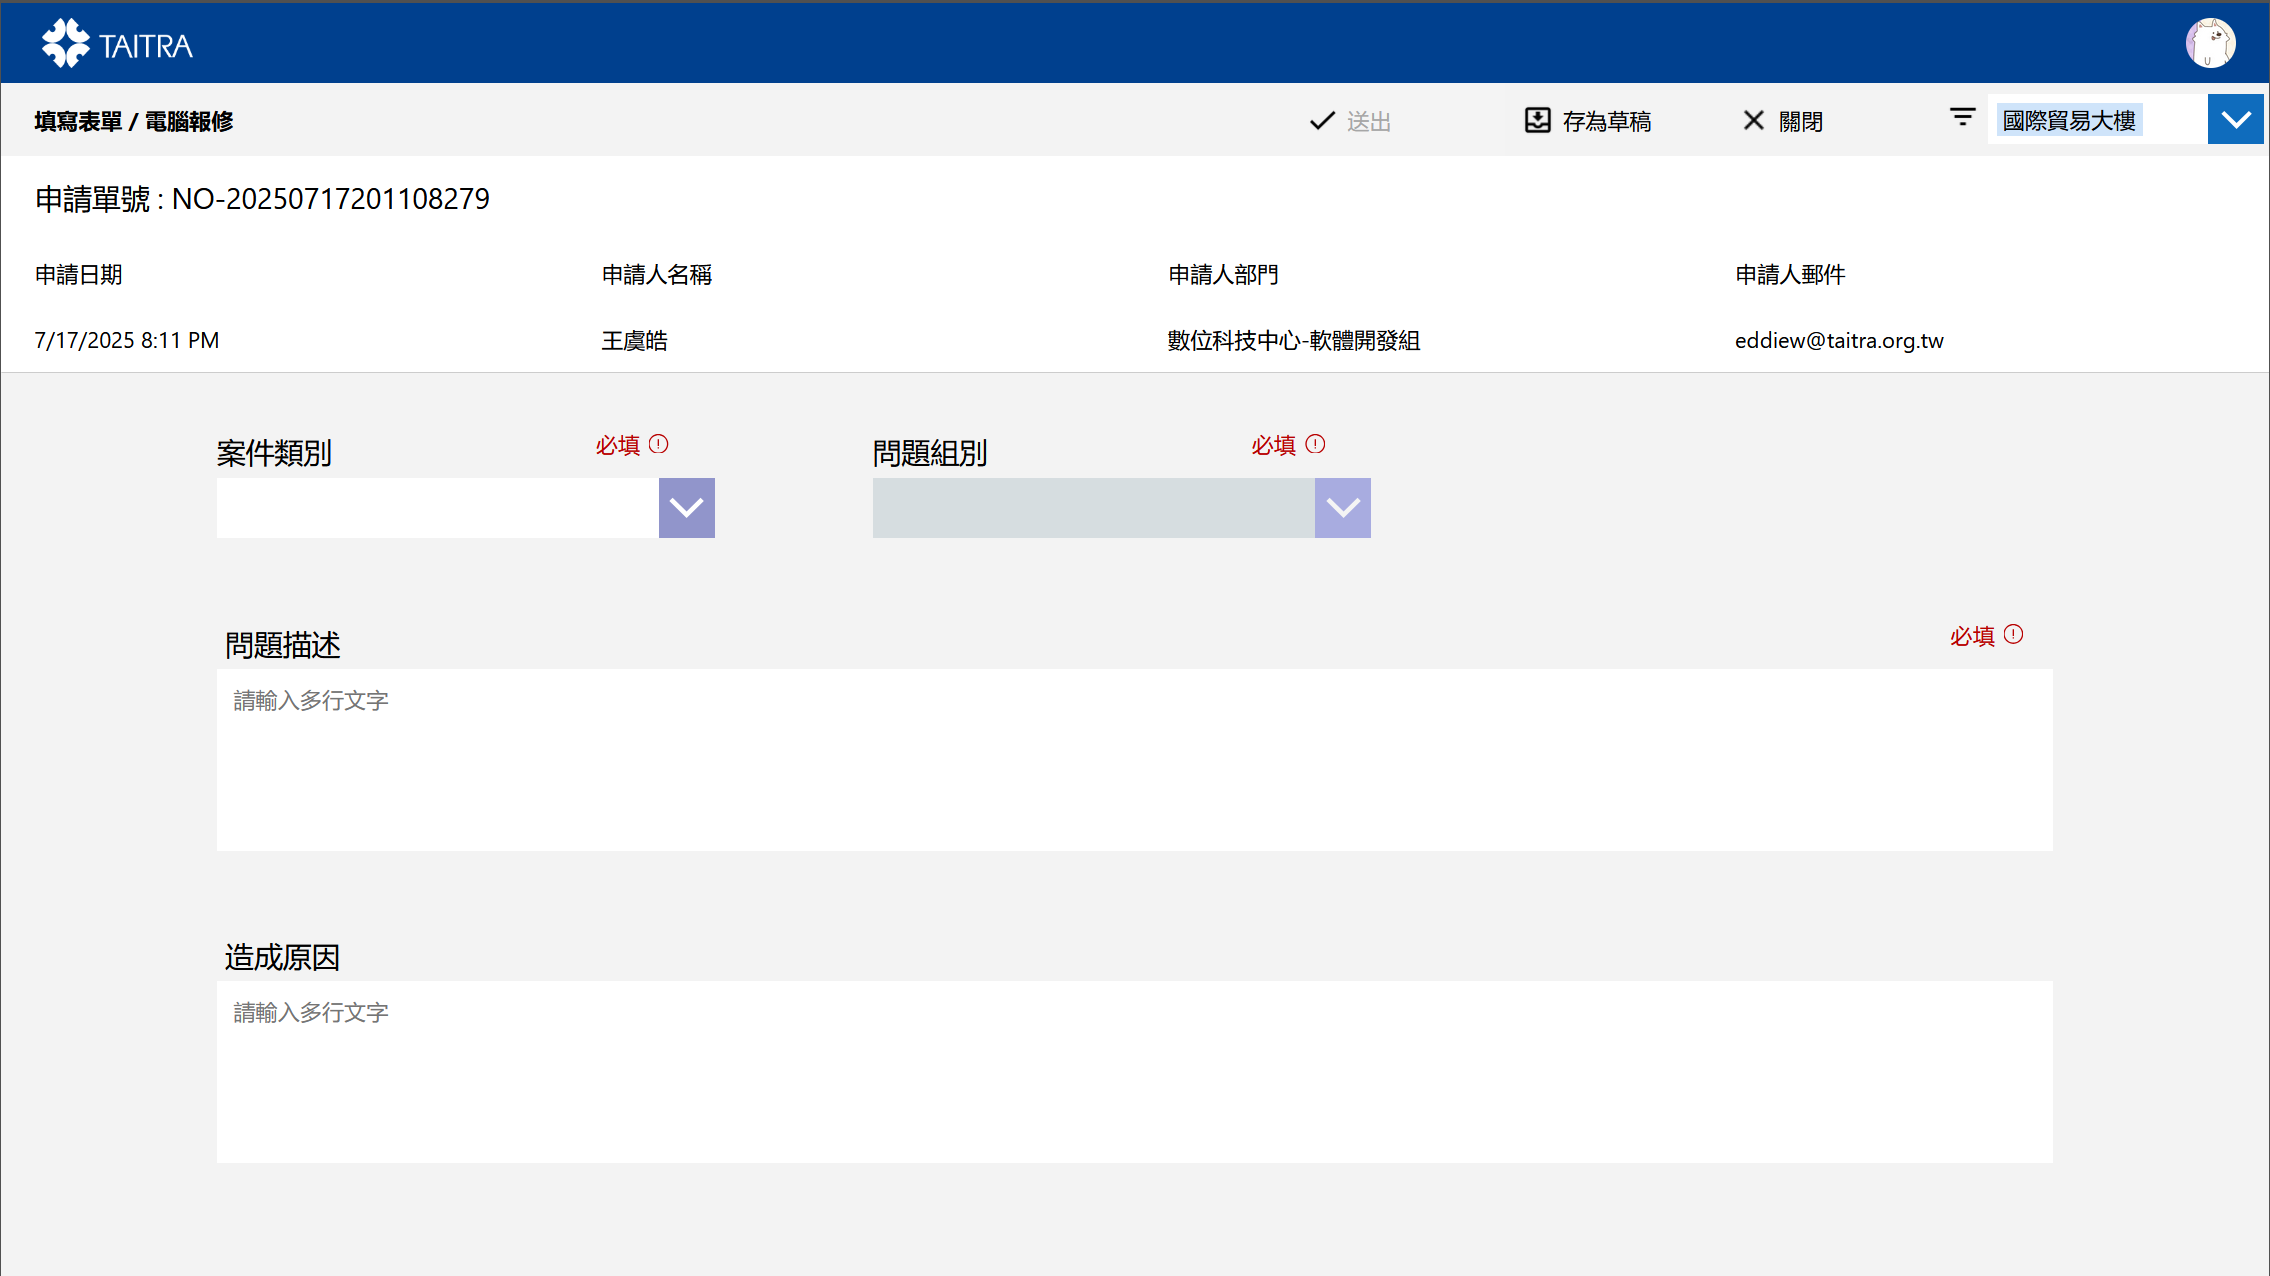 TAITRA
填寫表單 / 電腦報修
送出
存為草稿
關閉
國際貿易大樓
申請單號 : NO-20250717201108279
申請日期
申請人名稱
申請人部門
申請人郵件
7/17/2025 8:11 PM
王虞皓
數位科技中心-軟體開發組
eddiew@taitra.org.tw
案件類別
必填
問題組別
必填
問題描述
必填
請輸入多行文字
造成原因
請輸入多行文字